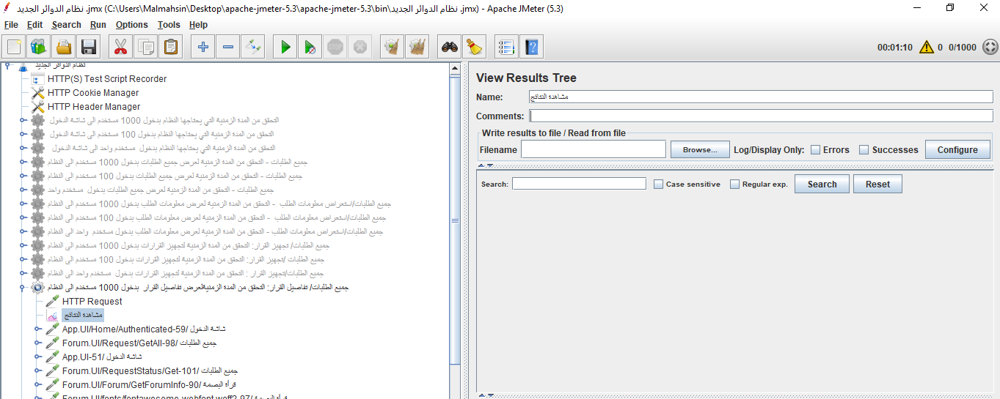 نظام الدوائر الجديد .jmx (C:\Users\Malmahsin\Desktop\apache-jmeter-5.3\apache-jmeter-5.3\bin\نظام الدوائر الجديد .jmx) - Apache JMeter (5.3)
File Edit Search Run Options Tools Help
STOP 00:01:10 0 0/1000
نظام الدوائر الجديد
HTTP(S) Test Script Recorder
HTTP Cookie Manager
HTTP Header Manager
التحقق من المدة الزمنية التي يحتاجها النظام بدخول 1000 مستخدم الى شاشة الدخول
التحقق من المدة الزمنية التي يحتاجها النظام بدخول 100 مستخدم الى شاشة الدخول
التحقق من المدة الزمنية التي يحتاجها النظام بدخول مستخدم واحد الى شاشة الدخول
جميع الطلبات - التحقق من المدة الزمنية لعرض جميع الطلبات بدخول 1000 مستخدم الى النظام
جميع الطلبات - التحقق من المدة الزمنية لعرض جميع الطلبات بدخول 100 مستخدم الى النظام
جميع الطلبات - التحقق من المدة الزمنية لعرض جميع الطلبات بدخول مستخدم واحد
جميع الطلبات/استعراض معلومات الطلب - التحقق من المدة الزمنية لعرض معلومات الطلب بدخول 1000 مستخدم الى النظام
جميع الطلبات/استعراض معلومات الطلب - التحقق من المدة الزمنية لعرض معلومات الطلب بدخول 100 مستخدم الى النظام
جميع الطلبات/استعراض معلومات الطلب - التحقق من المدة الزمنية لعرض معلومات الطلب بدخول مستخدم واحد الى النظام
جميع الطلبات/ تجهيز القرار: التحقق من المدة الزمنية لتجهيز القرارات بدخول 1000 مستخدم الى النظام
جميع الطلبات /تجهيز القرار: التحقق من المدة الزمنية لتجهيز القرارات بدخول 100 مستخدم الى النظام
جميع الطلبات/تجهيز القرار : التحقق من المدة الزمنية لتجهيز القرارات بدخول مستخدم واحد الى النظام
جميع الطلبات/ تفاصيل القرار: التحقق من المدة الزمنيةلعرض تفاصيل القرار بدخول 1000 مستخدم الى النظام
HTTP Request
مشاهدة النتائج
App.UI/Home/Authenticated-59/ شاشة الدخول
Forum.UI/Request/GetAll-98/ جميع الطلبات
App.UI-51/ شاشة الدخول
Forum.UI/RequestStatus/Get-101/ جميع الطلبات
Forum.UI/Forum/GetForumInfo-90/ قرأة البصمة
Forum.UI/fonts/fontawesome-webfont.woff2-97/ قرأة البصمة
View Results Tree
Name: مشاهدة النتائج
Comments:
Write results to file / Read from file
Filename Browse... Log/Display Only: Errors Successes Configure
Search: Case sensitive Regular exp. Search Reset